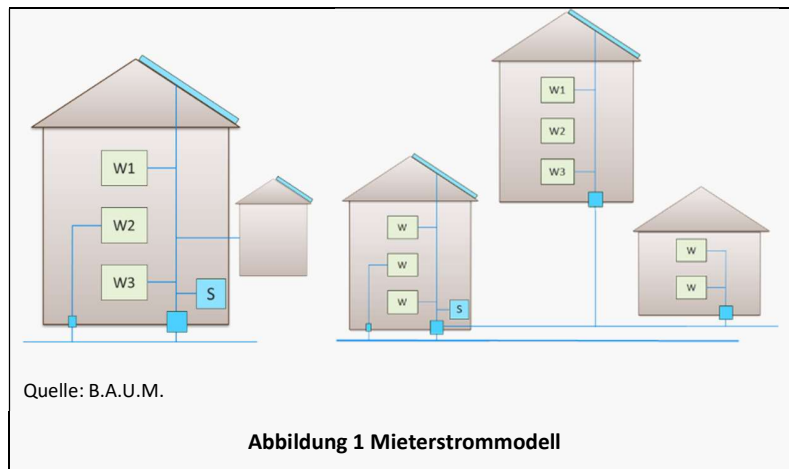 W1
W2
W3
S
W1
W2
W3
W
W
W
S
W
W
Quelle: B.A.U.M.
Abbildung 1 Mieterstrommodell